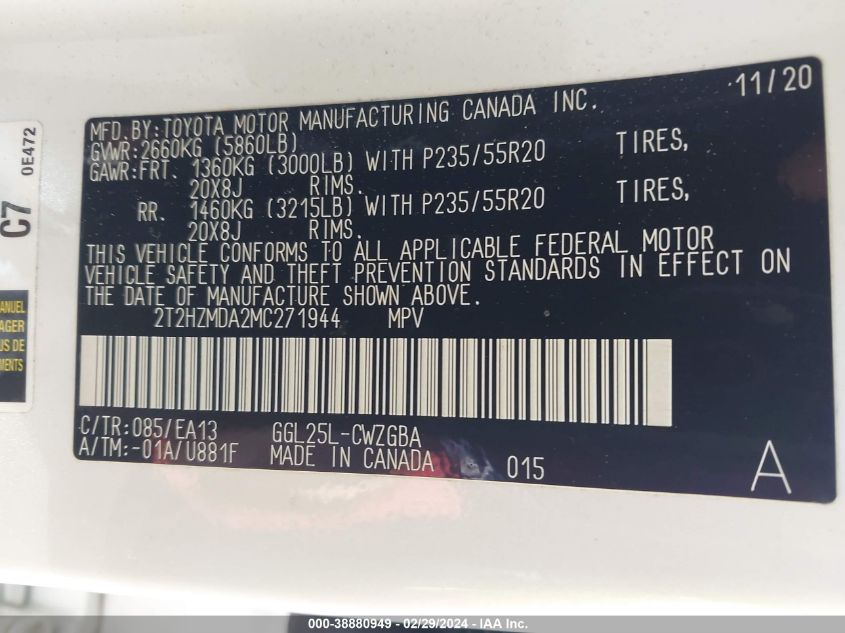 11/20
MFD. BY: TOYOTA MOTOR MANUFACTURING CANADA INC.
GVWR: 2660KG (5860LB)
GAWR: FRT. 1360KG (3000LB) WITH P235/55R20 TIRES,
20X8J RIMS.
RR. 1460KG (3215LB) WITH P235/55R20 TIRES,
20X8J RIMS.
THIS VEHICLE CONFORMS TO ALL APPLICABLE FEDERAL MOTOR
VEHICLE SAFETY AND THEFT PREVENTION STANDARDS IN EFFECT ON
THE DATE OF MANUFACTURE SHOWN ABOVE.
2T2HZMDA2MC271944 MPV
C/TR: 085/EA13 GGL25L-CWZGBA
A/TM: -01A/U881F MADE IN CANADA 015
A
C7
0E472
ANUEL
AGER
US DE
MENTS
000-38880949 - 02/29/2024 - IAA Inc.